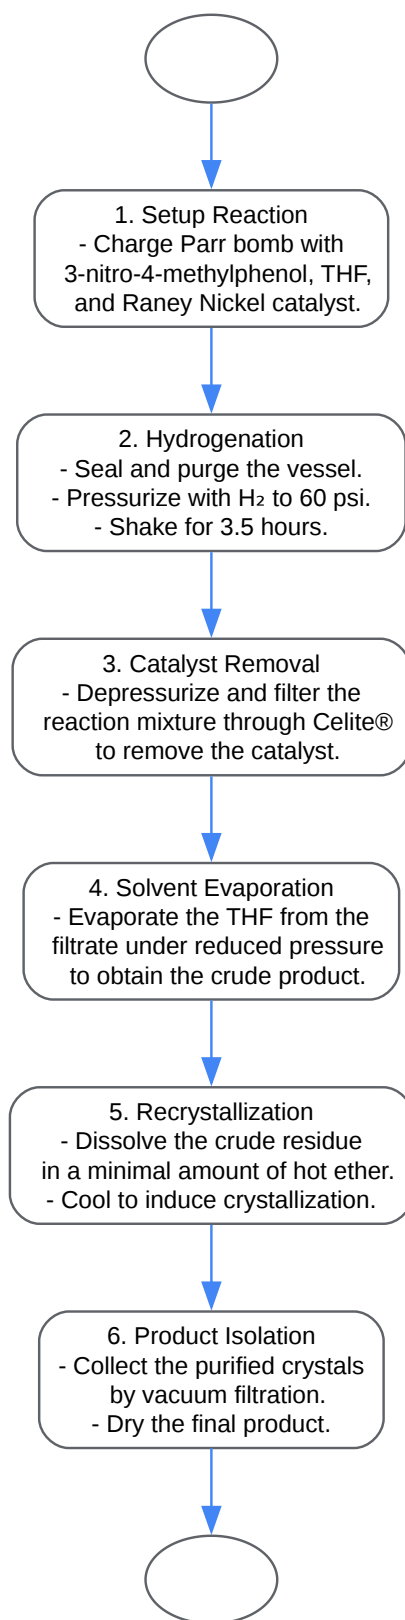 1. Setup Reaction
- Charge Parr bomb with
3-nitro-4-methylphenol, THF,
and Raney Nickel catalyst.
2. Hydrogenation
- Seal and purge the vessel.
- Pressurize with H₂ to 60 psi.
- Shake for 3.5 hours.
3. Catalyst Removal
- Depressurize and filter the
reaction mixture through Celite®
to remove the catalyst.
4. Solvent Evaporation
- Evaporate the THF from the
filtrate under reduced pressure
to obtain the crude product.
5. Recrystallization
- Dissolve the crude residue
in a minimal amount of hot ether.
- Cool to induce crystallization.
6. Product Isolation
- Collect the purified crystals
by vacuum filtration.
- Dry the final product.